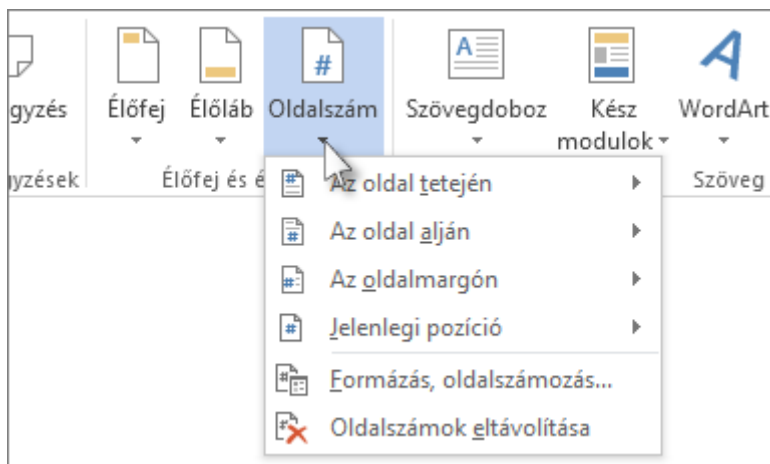 gyzés Élőfej Élőláb Oldalszám Szövegdoboz Kész modulok WordArt
yzések Élőfej és é Szöveg
Az oldal tetején
Az oldal alján
Az oldalmargón
Jelenlegi pozíció
Formázás, oldalszámozás...
Oldalszámok eltávolítása